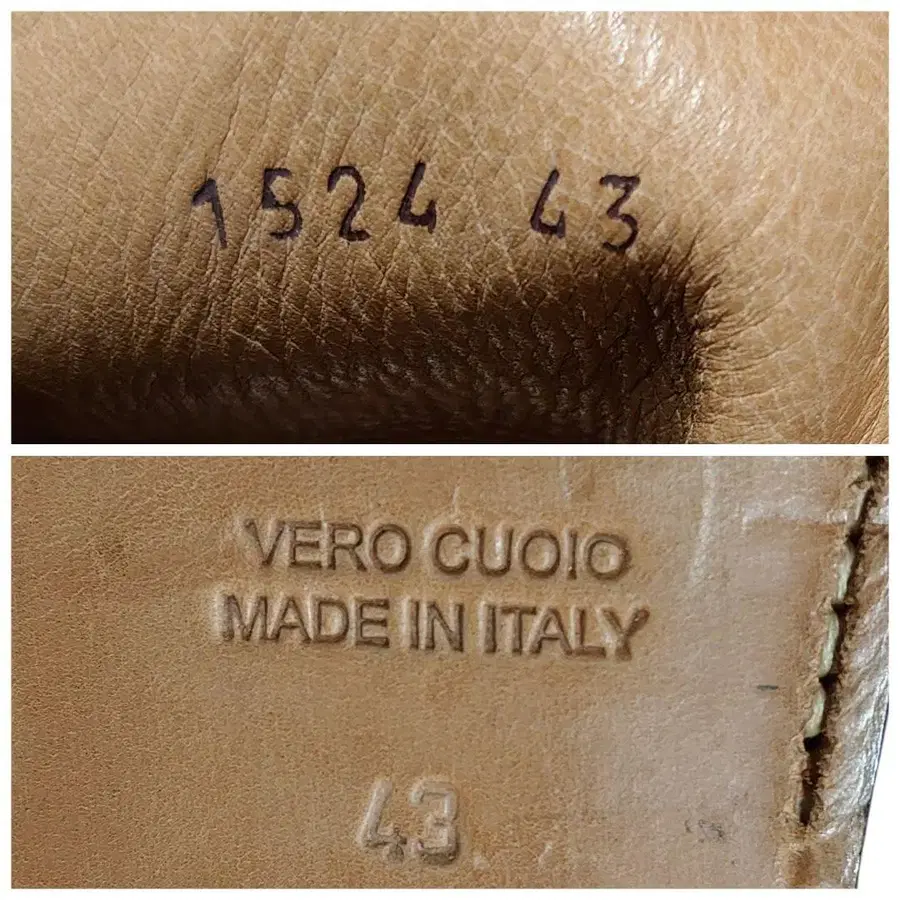 1524 43
VERO CUOIO
MADE IN ITALY
43